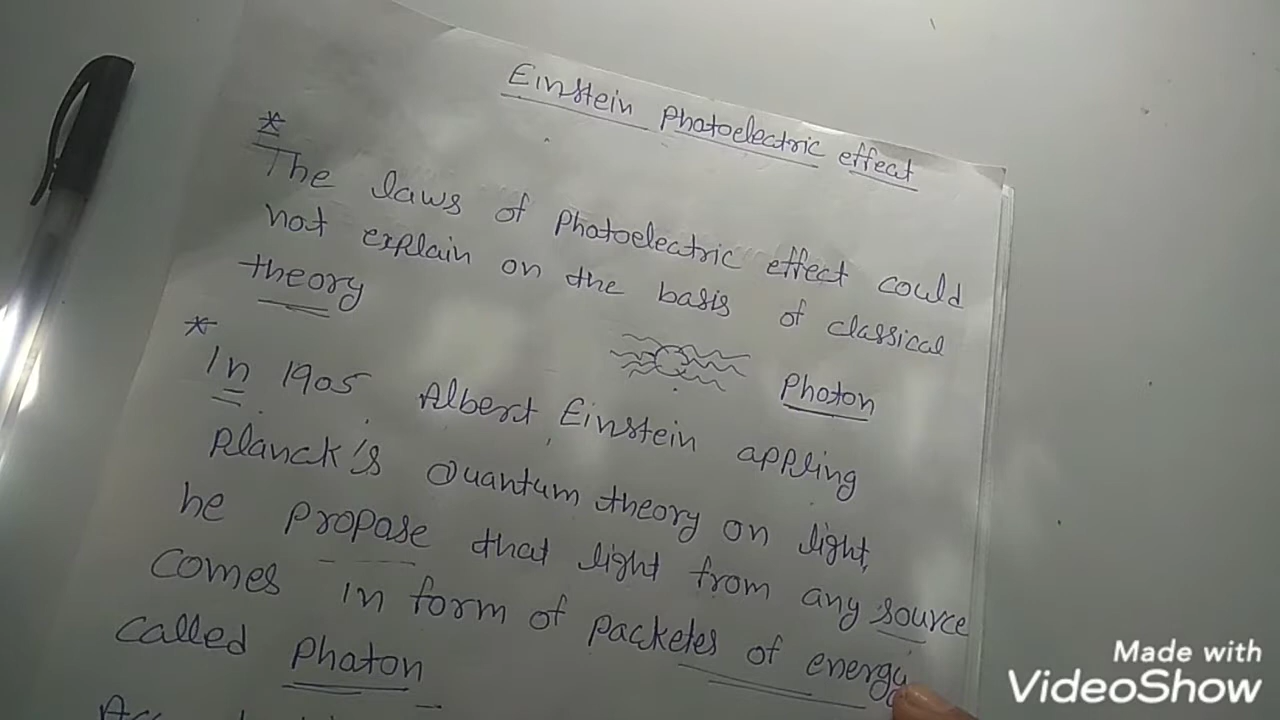 Einstein Photoelectric effect
*
The laws of Photoelectric effect could
not explain on the basis of classical
theory
Photon
*
In 1905, Albert Einstein appling
Planck's Quantum theory on light,
he propose that light from any source
comes in form of packetes of energy
called Photon
Made with
VideoShow